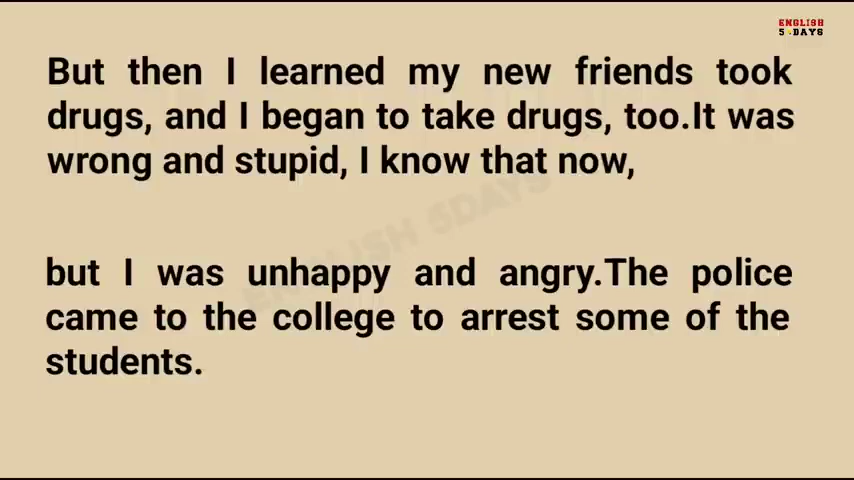 ENGLISH
5 DAYS
But then I learned my new friends took
drugs, and I began to take drugs, too.It was
wrong and stupid, I know that now,
ENGLISH 5DAYS
but I was unhappy and angry.The police
came to the college to arrest some of the
students.